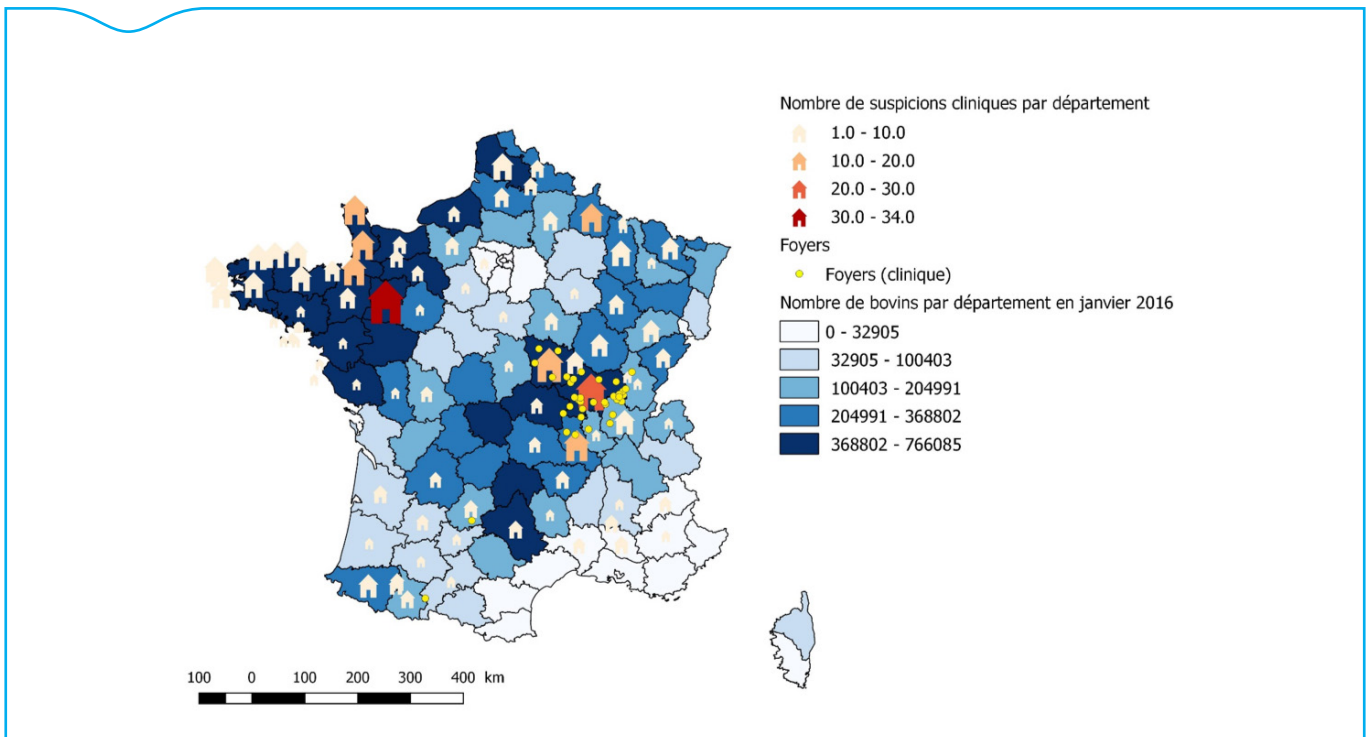 Nombre de suspicions cliniques par département
1.0 - 10.0
10.0 - 20.0
20.0 - 30.0
30.0 - 34.0
Foyers
Foyers (clinique)
Nombre de bovins par département en janvier 2016
0 - 32905
32905 - 100403
100403 - 204991
204991 - 368802
368802 - 766085
100 0 100 200 300 400 km